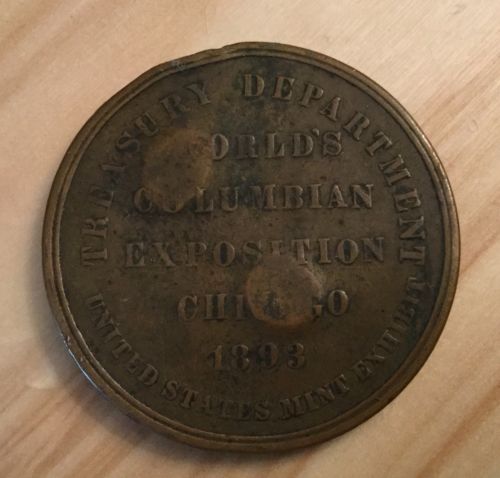 TREASURY DEPARTMENT
WORLD'S
COLUMBIAN
EXPOSITION
CHICAGO
1893
UNITED STATES MINT EXHIBIT